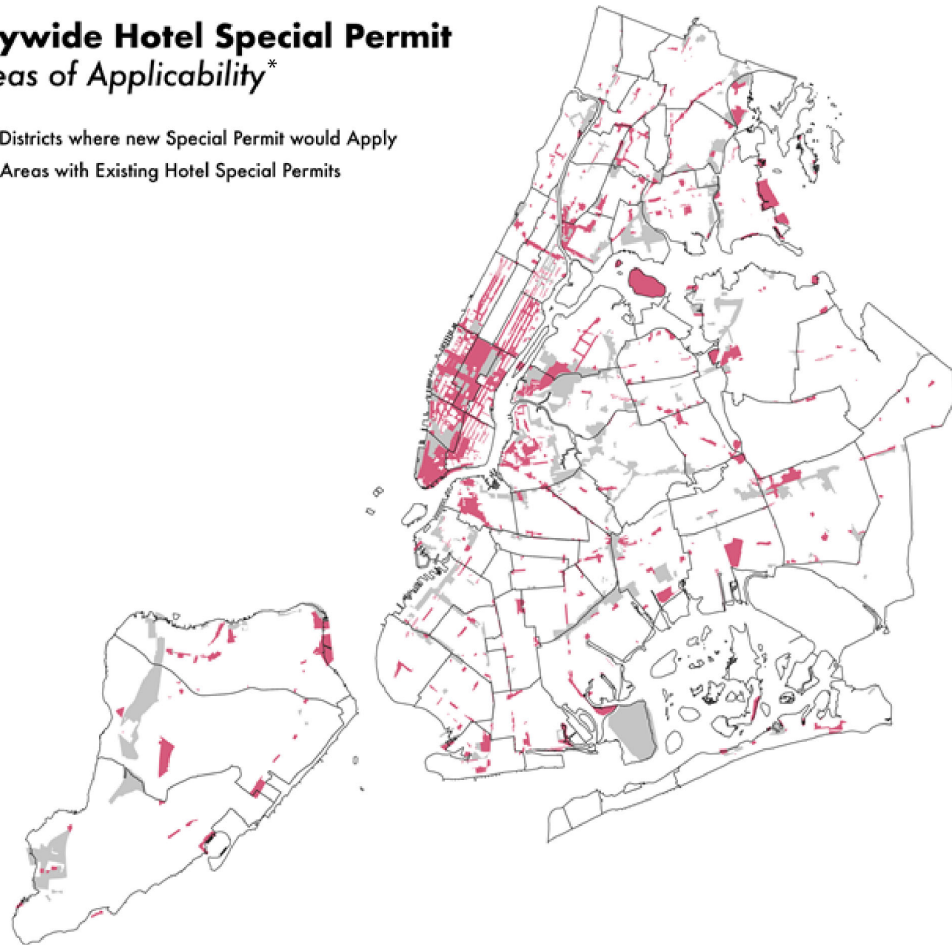 ywide Hotel Special Permit
eas of Applicability*
Districts where new Special Permit would Apply
Areas with Existing Hotel Special Permits